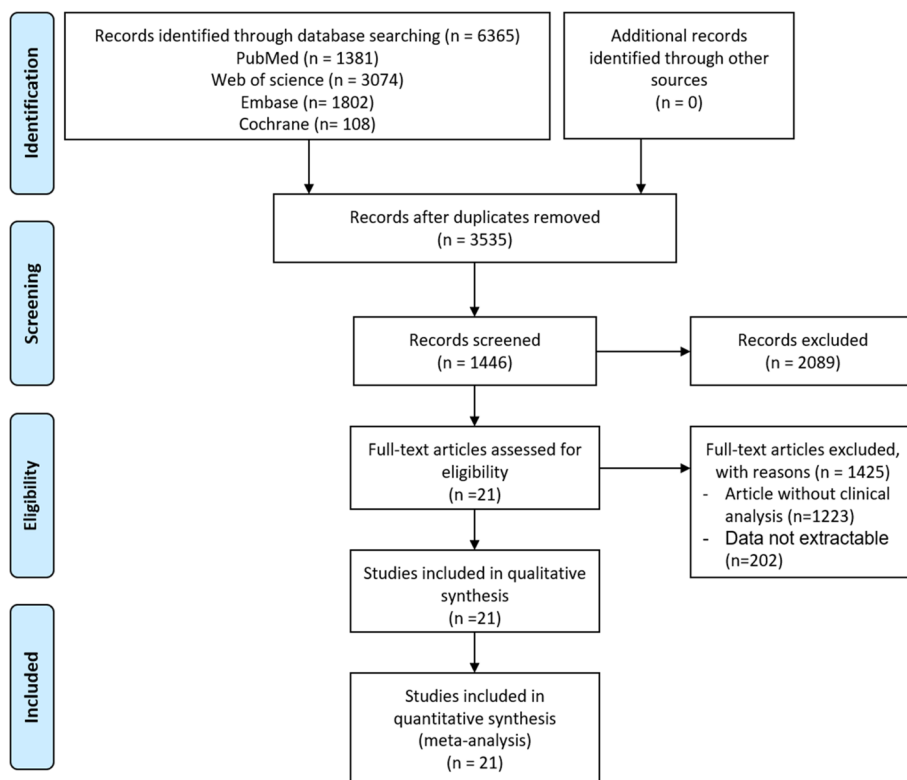 Identification
Records identified through database searching (n = 6365)
PubMed (n = 1381)
Web of science (n = 3074)
Embase (n= 1802)
Cochrane (n= 108)
Additional records
identified through other
sources
(n = 0)
Records after duplicates removed
(n = 3535)
Screening
Records screened
(n = 1446)
Records excluded
(n = 2089)
Eligibility
Full-text articles assessed for
eligibility
(n =21)
Full-text articles excluded,
with reasons (n = 1425)
- Article without clinical
analysis (n=1223)
- Data not extractable
(n=202)
Studies included in qualitative
synthesis
(n =21)
Included
Studies included in
quantitative synthesis
(meta-analysis)
(n = 21)